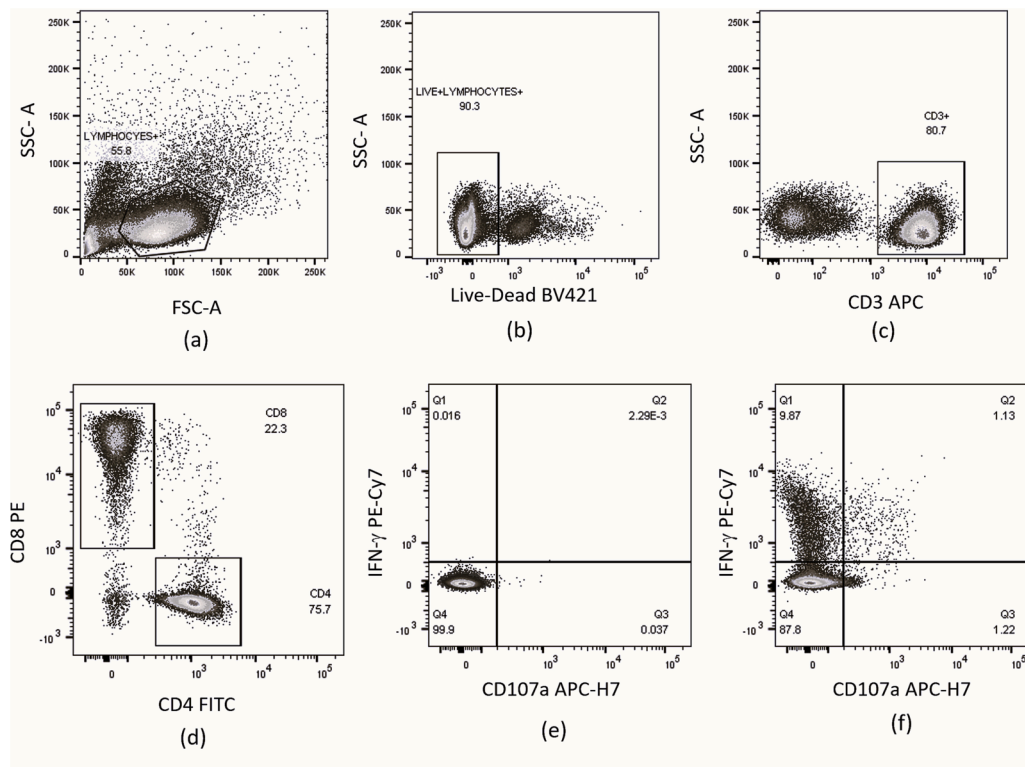 250K
200K
150K
100K
50K
0
SSC- A
LYMPHOCYES+
55.8
0 50K 100K 150K 200K 250K
FSC-A
(a)
250K
200K
150K
100K
50K
0
SSC- A
LIVE+LYMPHOCYTES+
90.3
-10³ 0 10³ 10⁴ 10⁵
Live-Dead BV421
(b)
250K
200K
150K
100K
50K
0
SSC- A
CD3+
80.7
0 10² 10³ 10⁴ 10⁵
CD3 APC
(c)
10⁵
10⁴
10³
0
-10³
CD8 PE
CD8
22.3
CD4
75.7
0 10³ 10⁴ 10⁵
CD4 FITC
(d)
10⁵
10⁴
10³
0
-10³
IFN-γ PE-Cy7
Q1 Q2
0.016 2.29E-3
Q4 Q3
99.9 0.037
0 10³ 10⁴ 10⁵
CD107a APC-H7
(e)
10⁵
10⁴
10³
0
-10³
IFN-γ PE-Cy7
Q1 Q2
9.87 1.13
Q4 Q3
87.8 1.22
0 10³ 10⁴ 10⁵
CD107a APC-H7
(f)